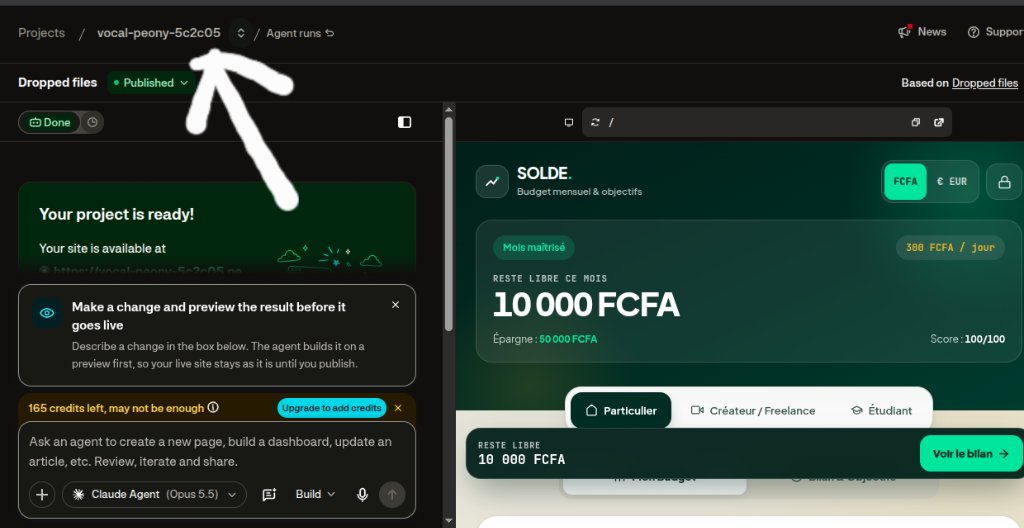 Projects / vocal-peony-5c2c05 / Agent runs
News
Suppor
Dropped files
Published
Based on Dropped files
Done
/
Your project is ready!
Your site is available at
https://vocal-peony-5c2c05.ne
Make a change and preview the result before it
goes live
Describe a change in the box below. The agent builds it on a
preview first, so your live site stays as it is until you publish.
165 credits left, may not be enough
Upgrade to add credits
Ask an agent to create a new page, build a dashboard, update an
article, etc. Review, iterate and share.
Claude Agent (Opus 5.5)
Build
SOLDE.
Budget mensuel & objectifs
FCFA
€ EUR
Mois maîtrisé
300 FCFA / jour
RESTE LIBRE CE MOIS
10 000 FCFA
Épargne : 50 000 FCFA
Score : 100/100
Particulier
Créateur / Freelance
Étudiant
RESTE LIBRE
10 000 FCFA
Voir le bilan →